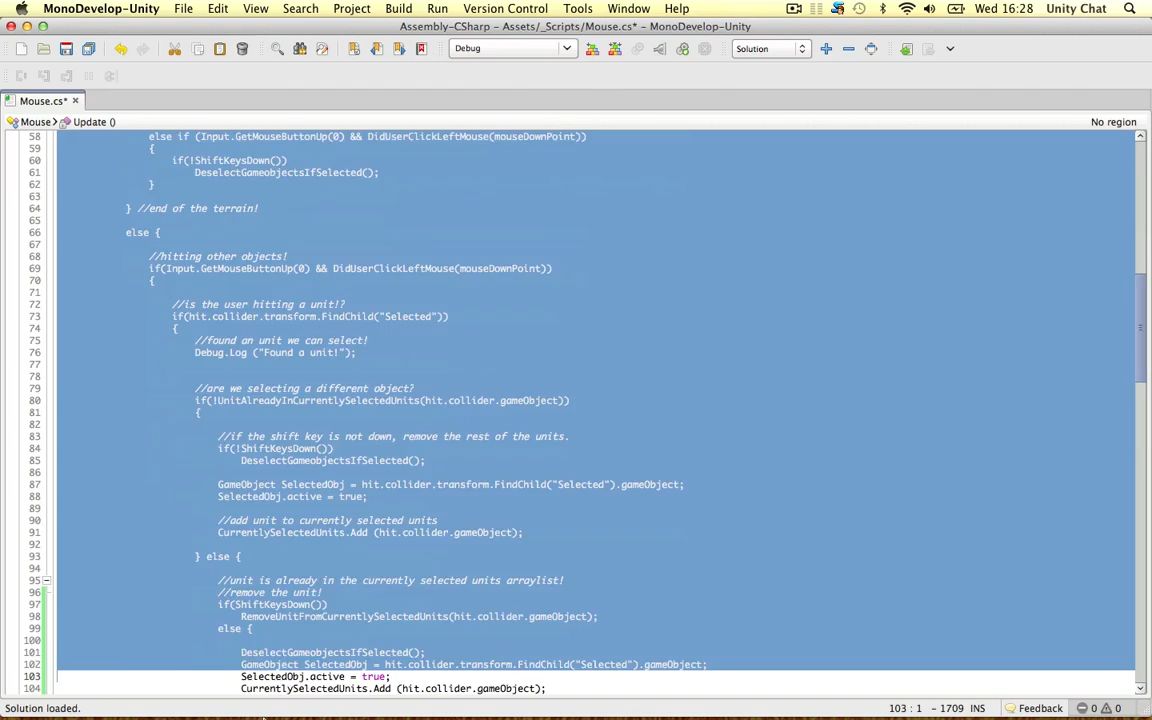 MonoDevelop-Unity File Edit View Search Project Build Run Version Control Tools Window Help Wed 16:28 Unity Chat
Assembly-CSharp - Assets/_Scripts/Mouse.cs* - MonoDevelop-Unity
Debug Solution
Mouse.cs* ×
Mouse Update () No region
58 else if (Input.GetMouseButtonUp(0) && DidUserClickLeftMouse(mouseDownPoint))
59 {
60 if(!ShiftKeysDown())
61 DeselectGameobjectsIfSelected();
62 }
63
64 } //end of the terrain!
65
66 else {
67
68 //hitting other objects!
69 if(Input.GetMouseButtonUp(0) && DidUserClickLeftMouse(mouseDownPoint))
70 {
71
72 //is the user hitting a unit!?
73 if(hit.collider.transform.FindChild("Selected"))
74 {
75 //found an unit we can select!
76 Debug.Log ("Found a unit!");
77
78
79 //are we selecting a different object?
80 if(!UnitAlreadyInCurrentlySelectedUnits(hit.collider.gameObject))
81 {
82
83 //if the shift key is not down, remove the rest of the units.
84 if(!ShiftKeysDown())
85 DeselectGameobjectsIfSelected();
86
87 GameObject SelectedObj = hit.collider.transform.FindChild("Selected").gameObject;
88 SelectedObj.active = true;
89
90 //add unit to currently selected units
91 CurrentlySelectedUnits.Add (hit.collider.gameObject);
92
93 } else {
94
95 //unit is already in the currently selected units arraylist!
96 //remove the unit!
97 if(ShiftKeysDown())
98 RemoveUnitFromCurrentlySelectedUnits(hit.collider.gameObject);
99 else {
100
101 DeselectGameobjectsIfSelected();
102 GameObject SelectedObj = hit.collider.transform.FindChild("Selected").gameObject;
103 SelectedObj.active = true;
104 CurrentlySelectedUnits.Add (hit.collider.gameObject);
Solution loaded. 103 : 1 - 1709 INS Feedback 0 0